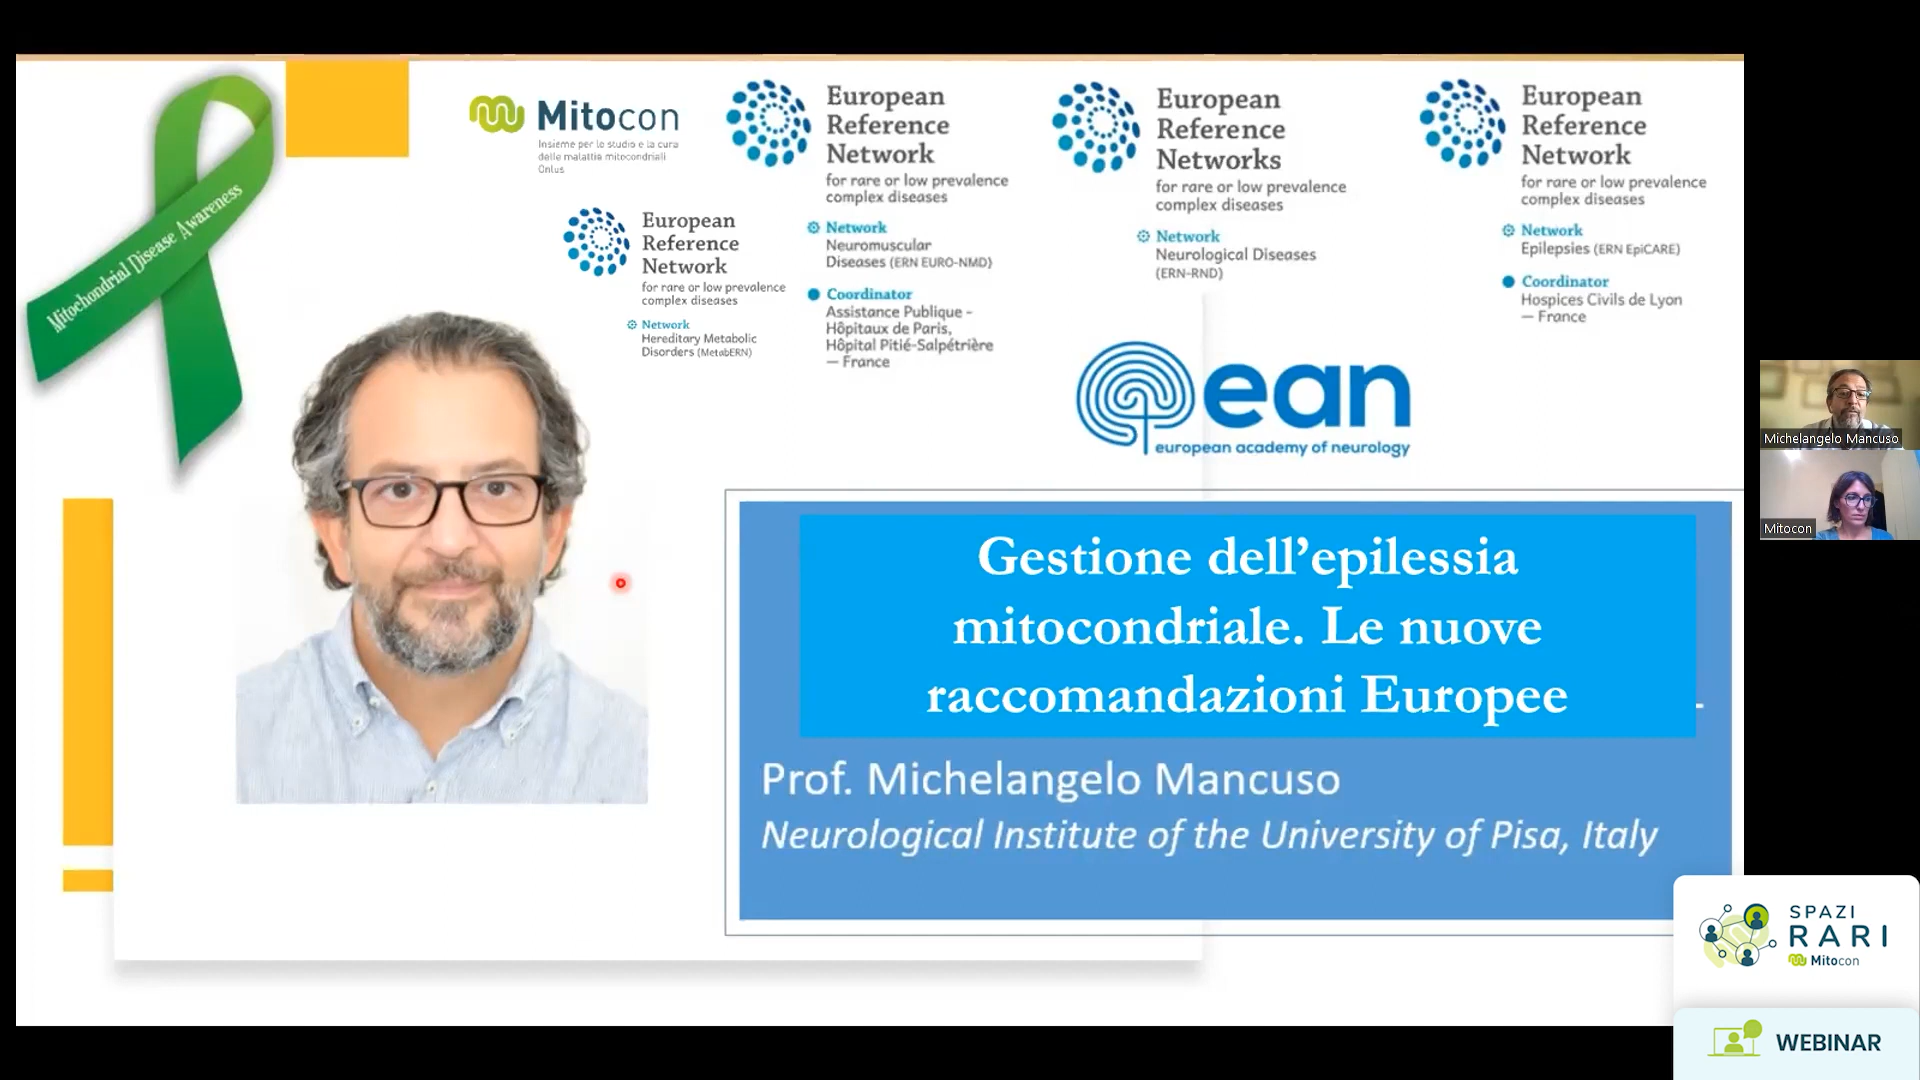 Mitochondrial Disease Awareness
Mitocon
Insieme per lo studio e la cura
delle malattie mitocondriali
Onlus
European
Reference
Network
for rare or low prevalence
complex diseases
Network
Hereditary Metabolic
Disorders (MetabERN)
European
Reference
Network
for rare or low prevalence
complex diseases
Network
Neuromuscular
Diseases (ERN EURO-NMD)
Coordinator
Assistance Publique -
Hôpitaux de Paris,
Hôpital Pitié-Salpétrière
— France
European
Reference
Networks
for rare or low prevalence
complex diseases
Network
Neurological Diseases
(ERN-RND)
European
Reference
Network
for rare or low prevalence
complex diseases
Network
Epilepsies (ERN EpiCARE)
Coordinator
Hospices Civils de Lyon
— France
ean
european academy of neurology
Gestione dell’epilessia
mitocondriale. Le nuove
raccomandazioni Europee
Prof. Michelangelo Mancuso
Neurological Institute of the University of Pisa, Italy
Michelangelo Mancuso
Mitocon
SPAZI
RARI
Mitocon
WEBINAR